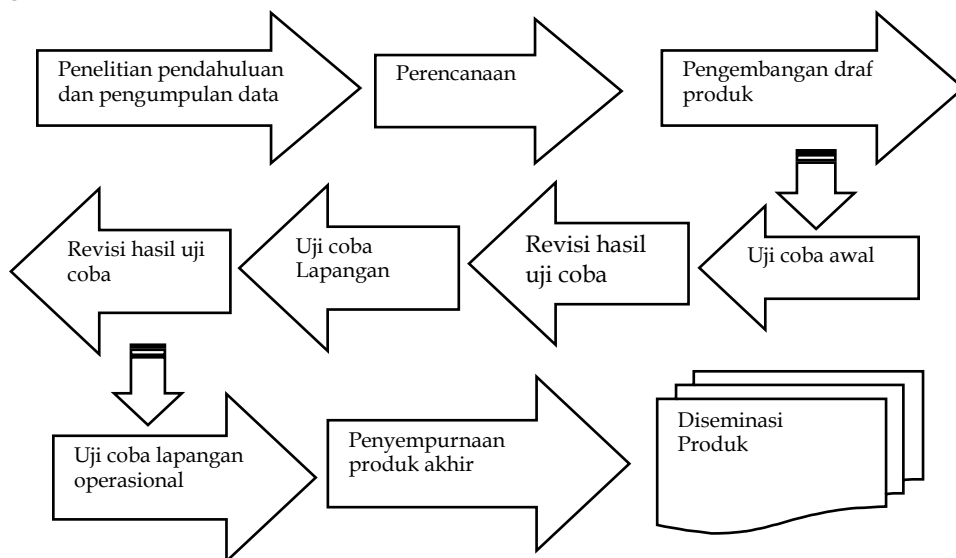 Penelitian pendahuluan
dan pengumpulan data
Perencanaan
Pengembangan draf
produk
Uji coba awal
Revisi hasil
uji coba
Uji coba
Lapangan
Revisi hasil uji
coba
Uji coba lapangan
operasional
Penyempurnaan
produk akhir
Diseminasi
Produk